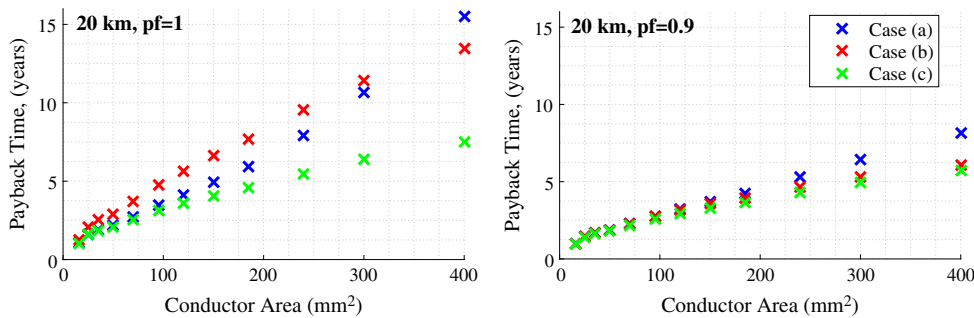 20 km, pf=1
Payback Time, (years)
15
10
5
0
0 100 200 300 400
Conductor Area (mm²)
20 km, pf=0.9
Case (a)
Case (b)
Case (c)
Payback Time, (years)
15
10
5
0
0 100 200 300 400
Conductor Area (mm²)